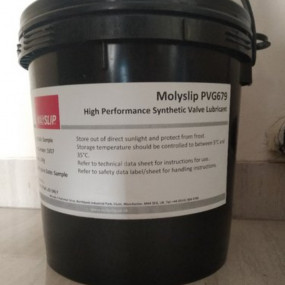 Molyslip PVG679
High Performance Synthetic Valve Lubricant
Store out of direct sunlight and protect from frost.
Storage temperature should be controlled to between 5°C and
35°C.
Refer to technical data sheet for instructions for use.
Refer to safety data label/sheet for handling instructions.
Sample